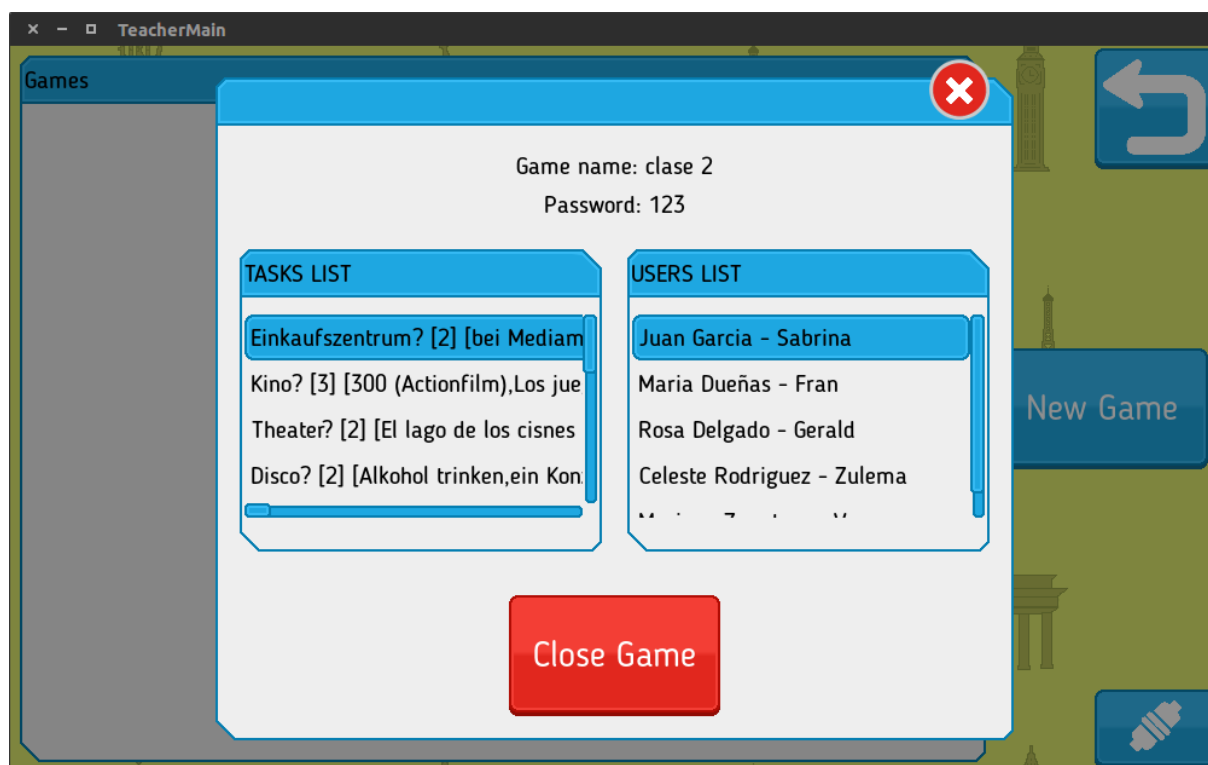 TeacherMain
Games
Game name: clase 2
Password: 123
TASKS LIST
Einkaufszentrum? [2] [bei Mediam
Kino? [3] [300 (Actionfilm),Los jue
Theater? [2] [El lago de los cisnes
Disco? [2] [Alkohol trinken,ein Kon
USERS LIST
Juan Garcia - Sabrina
Maria Dueñas - Fran
Rosa Delgado - Gerald
Celeste Rodriguez - Zulema
New Game
Close Game